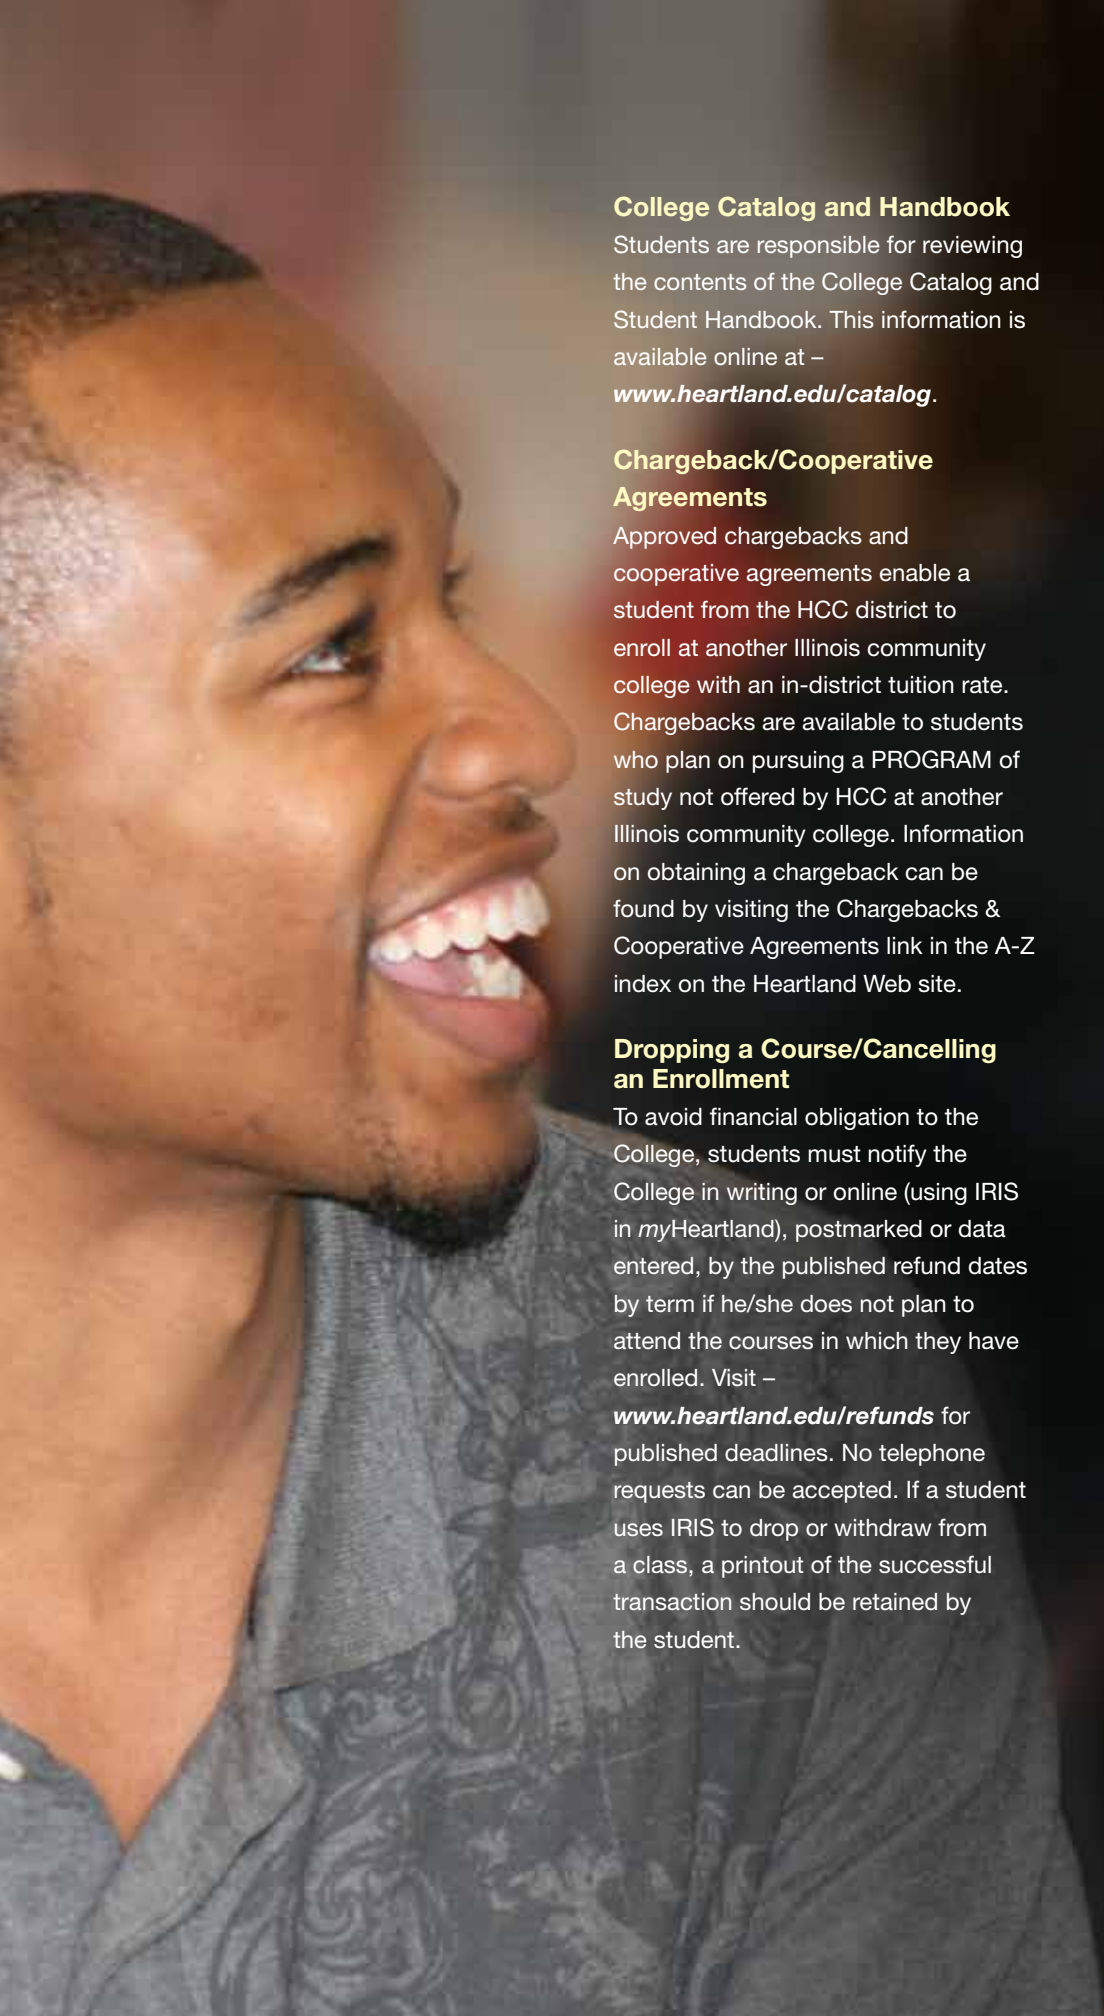 College Catalog and Handbook
Students are responsible for reviewing
the contents of the College Catalog and
Student Handbook. This information is
available online at –
www.heartland.edu/catalog.
Chargeback/Cooperative
Agreements
Approved chargebacks and
cooperative agreements enable a
student from the HCC district to
enroll at another Illinois community
college with an in-district tuition rate.
Chargebacks are available to students
who plan on pursuing a PROGRAM of
study not offered by HCC at another
Illinois community college. Information
on obtaining a chargeback can be
found by visiting the Chargebacks &
Cooperative Agreements link in the A-Z
index on the Heartland Web site.
Dropping a Course/Cancelling
an Enrollment
To avoid financial obligation to the
College, students must notify the
College in writing or online (using IRIS
in myHeartland), postmarked or data
entered, by the published refund dates
by term if he/she does not plan to
attend the courses in which they have
enrolled. Visit –
www.heartland.edu/refunds for
published deadlines. No telephone
requests can be accepted. If a student
uses IRIS to drop or withdraw from
a class, a printout of the successful
transaction should be retained by
the student.